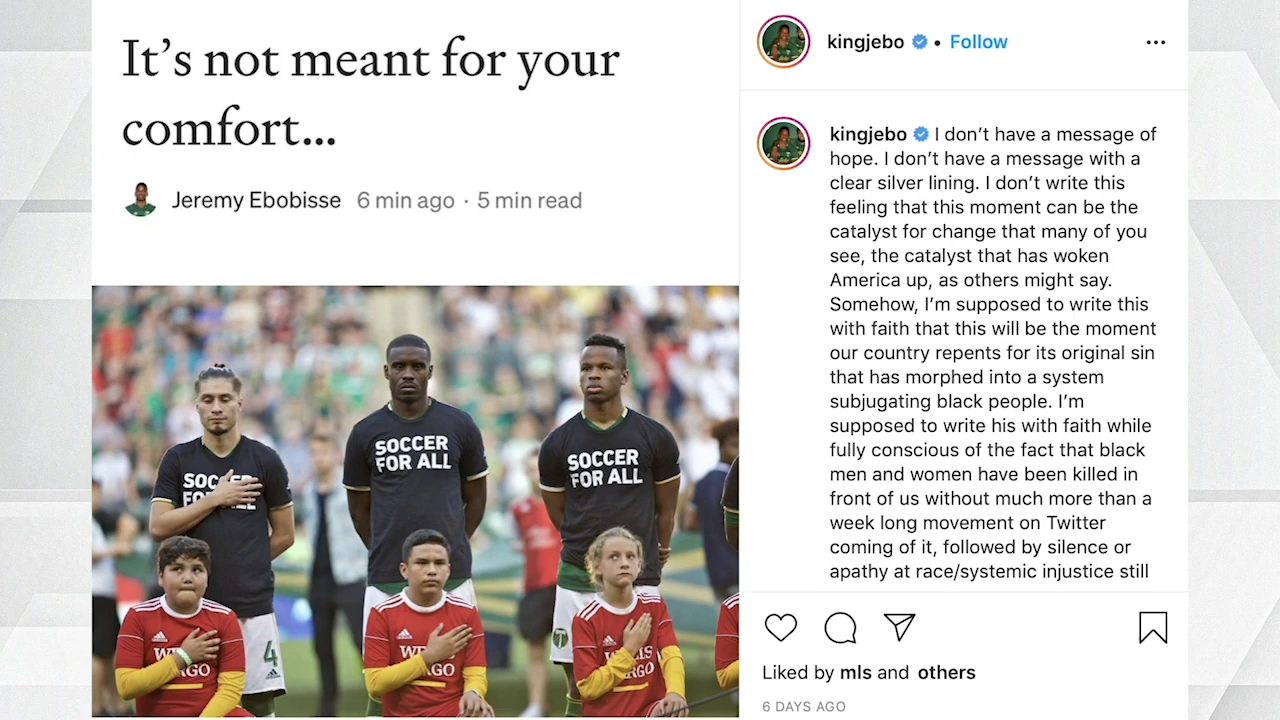 It’s not meant for your
comfort...
Jeremy Ebobisse 6 min ago · 5 min read
SOCCER
FOR ALL
SOCCER
FOR ALL
4
WELLS
kingjebo • Follow
kingjebo I don’t have a message of
hope. I don’t have a message with a
clear silver lining. I don’t write this
feeling that this moment can be the
catalyst for change that many of you
see, the catalyst that has woken
America up, as others might say.
Somehow, I’m supposed to write this
with faith that this will be the moment
our country repents for its original sin
that has morphed into a system
subjugating black people. I’m
supposed to write his with faith while
fully conscious of the fact that black
men and women have been killed in
front of us without much more than a
week long movement on Twitter
coming of it, followed by silence or
apathy at race/systemic injustice still
Liked by mls and others
6 DAYS AGO